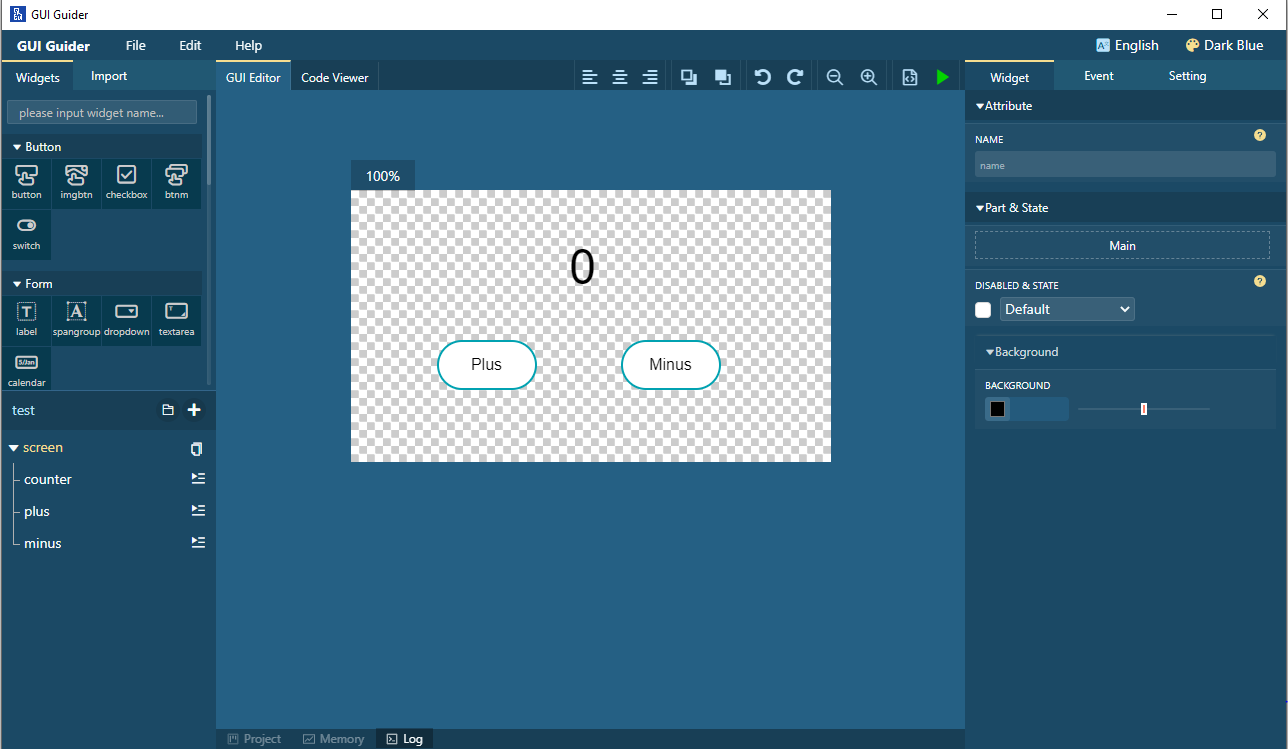 GUI Guider
GUI Guider File Edit Help English Dark Blue
Widgets Import GUI Editor Code Viewer Widget Event Setting
please input widget name...
Button
button imgbtn checkbox btnm
switch
Form
label spangroup dropdown textarea
5/Jan
calendar
test
screen
counter
plus
minus
100%
0
Plus Minus
Project Memory Log
Attribute
NAME ?
name
Part & State
Main
DISABLED & STATE ?
Default
Background
BACKGROUND